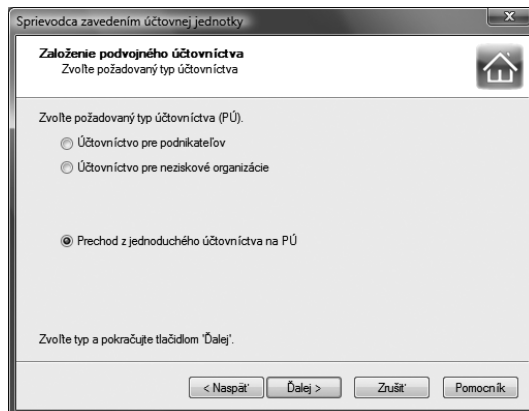 Sprievodca zavedením účtovnej jednotky
Založenie podvojného účtovníctva
Zvoľte požadovaný typ účtovníctva
Zvoľte požadovaný typ účtovníctva (PÚ).
Účtovníctvo pre podnikateľov
Účtovníctvo pre neziskové organizácie
Prechod z jednoduchého účtovníctva na PÚ
Zvoľte typ a pokračujte tlačidlom 'Ďalej'.
< Naspäť Ďalej > Zrušiť Pomocník